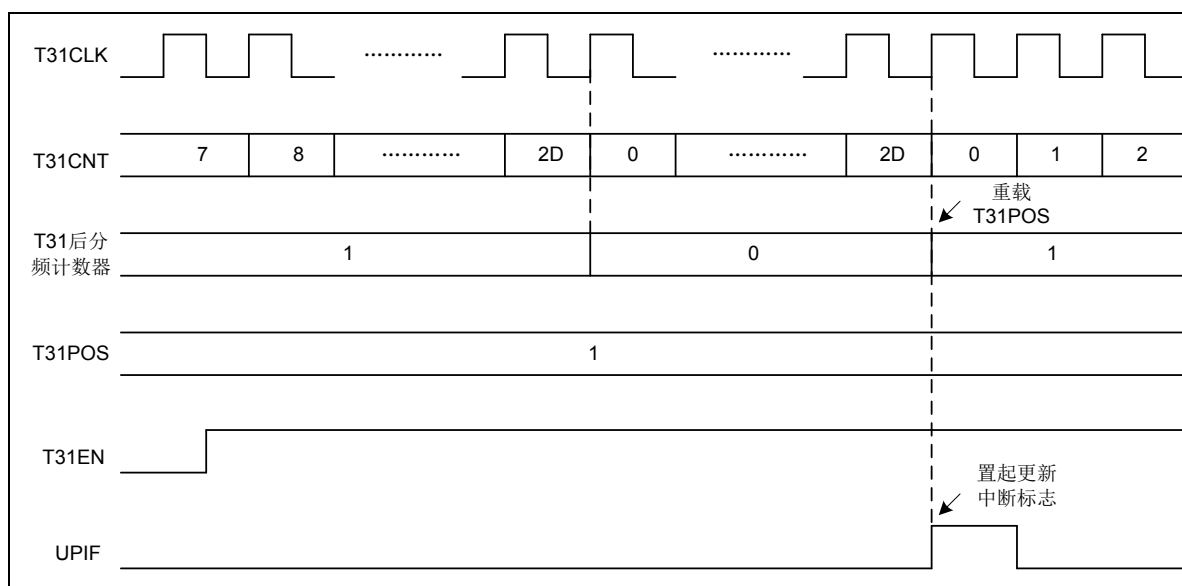 T31CLK
…………
…………
T31CNT
7
8
…………
2D
0
…………
2D
0
1
2
重载
T31POS
T31后分
频计数器
1
0
1
T31POS
1
T31EN
置起更新
中断标志
UPIF